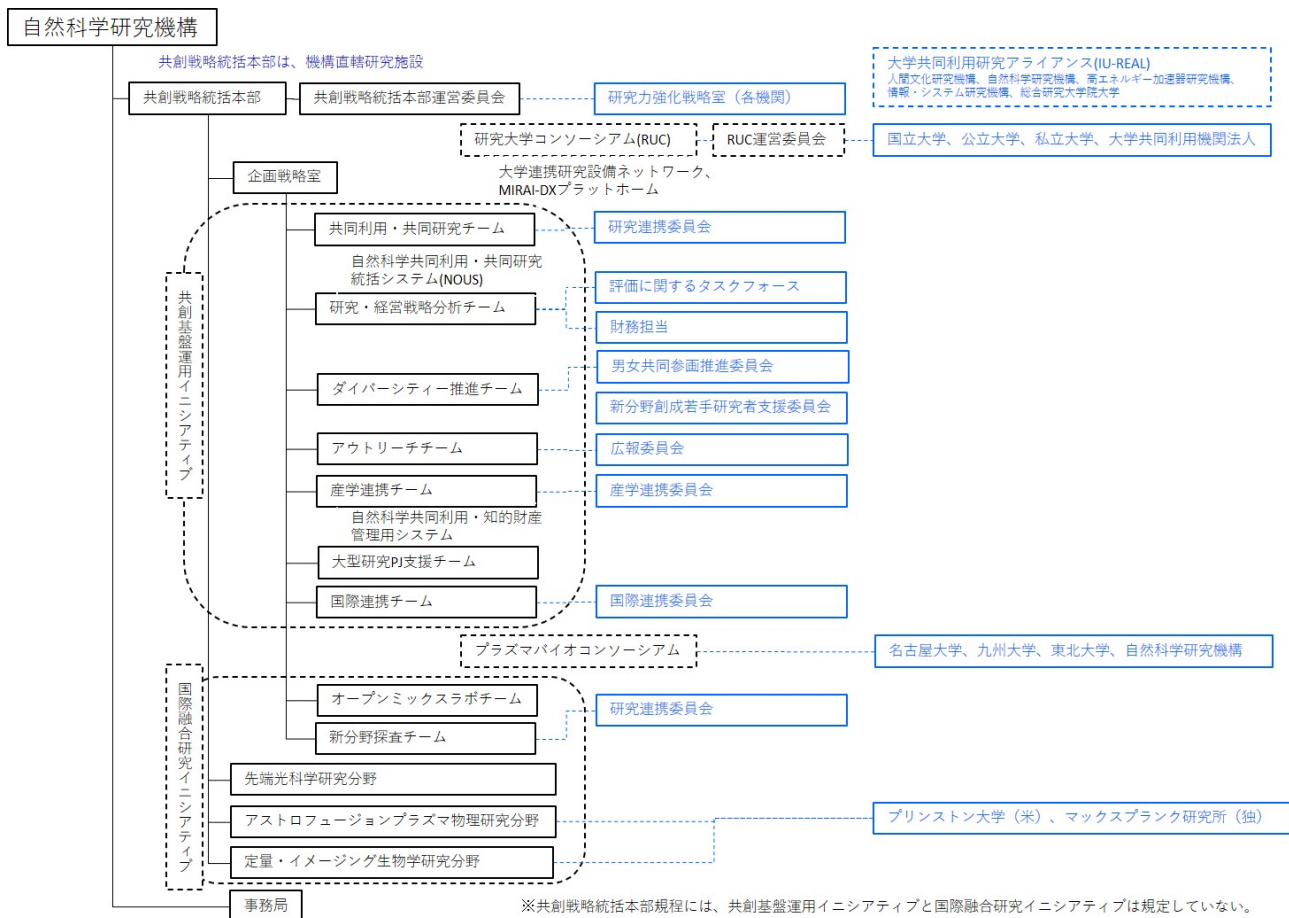 自然科学研究機構
共創戦略統括本部は、機構直轄研究施設
共創戦略統括本部
共創戦略統括本部運営委員会
研究力強化戦略室（各機関）
大学共同利用研究アライアンス(IU-REAL)
人間文化研究機構、自然科学研究機構、高エネルギー加速器研究機構、
情報・システム研究機構、総合研究大学院大学
研究大学コンソーシアム(RUC)
RUC運営委員会
国立大学、公立大学、私立大学、大学共同利用機関法人
企画戦略室
大学連携研究設備ネットワーク、
MIRAI-DXプラットホーム
共創基盤運用イニシアティブ
共同利用・共同研究チーム
研究連携委員会
自然科学共同利用・共同研究
統括システム(NOUS)
研究・経営戦略分析チーム
評価に関するタスクフォース
財務担当
ダイバーシティー推進チーム
男女共同参画推進委員会
新分野創成若手研究者支援委員会
アウトリーチチーム
広報委員会
産学連携チーム
産学連携委員会
自然科学共同利用・知的財産
管理用システム
大型研究PJ支援チーム
国際連携チーム
国際連携委員会
プラズマバイオコンソーシアム
名古屋大学、九州大学、東北大学、自然科学研究機構
国際融合研究イニシアティブ
オープンミックスラボチーム
新分野探査チーム
研究連携委員会
先端光科学研究分野
アストロフュージョンプラズマ物理研究分野
プリンストン大学（米）、マックスプランク研究所（独）
定量・イメージング生物学研究分野
事務局
※共創戦略統括本部規程には、共創基盤運用イニシアティブと国際融合研究イニシアティブは規定していない。